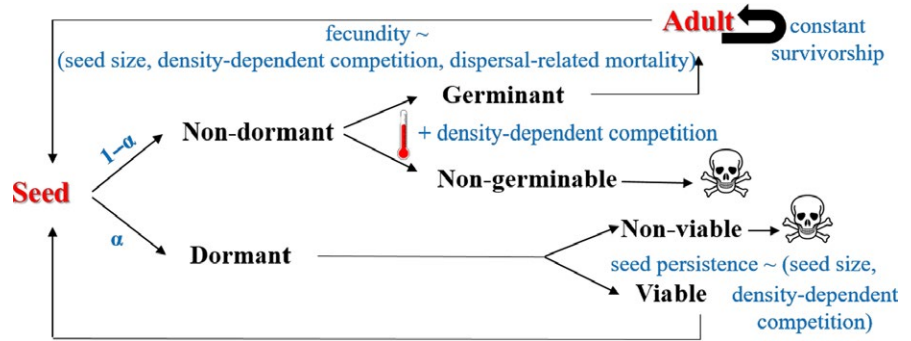 Adult
constant
survivorship
fecundity ~
(seed size, density-dependent competition, dispersal-related mortality)
Germinant
Non-dormant
+ density-dependent competition
1−α
Non-germinable
Seed
α
Non-viable
Dormant
seed persistence ~ (seed size,
Viable
density-dependent
competition)